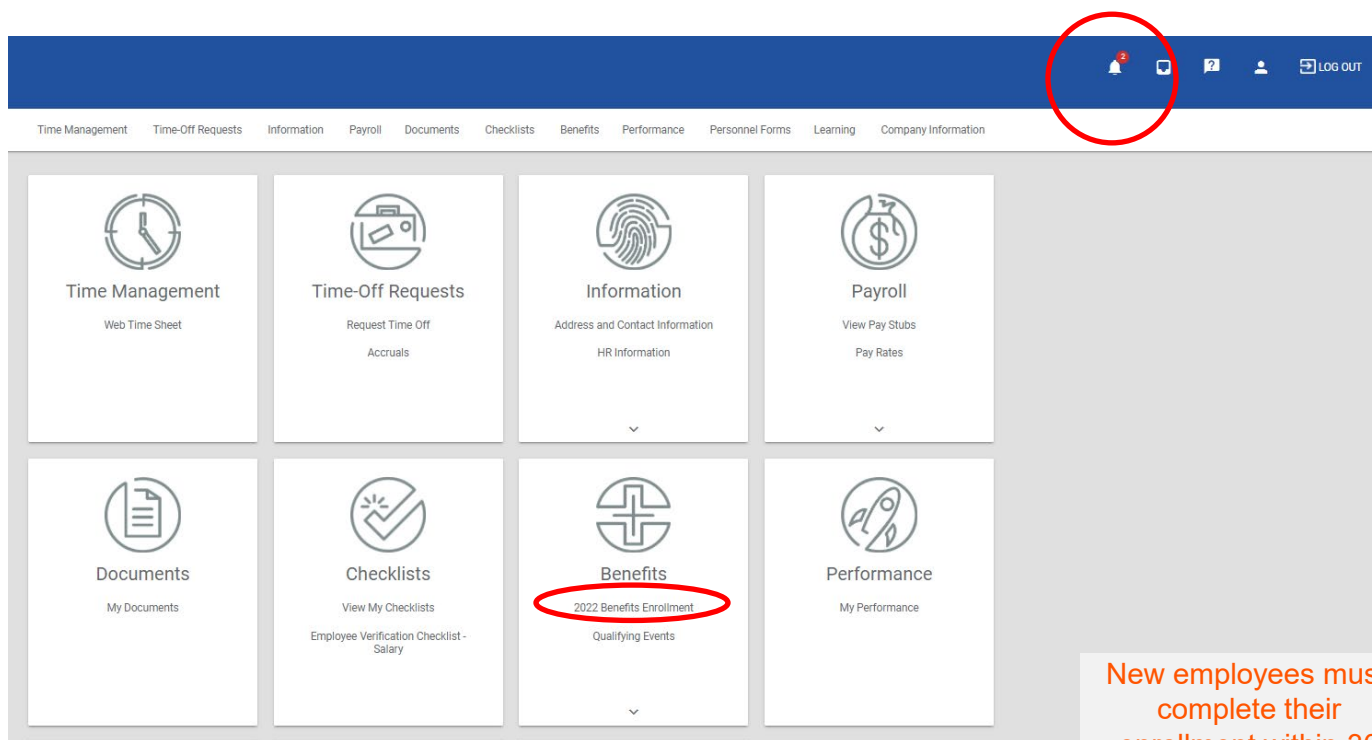 2
?
LOG OUT
Time Management Time-Off Requests Information Payroll Documents Checklists Benefits Performance Personnel Forms Learning Company Information
Time Management
Web Time Sheet
Time-Off Requests
Request Time Off
Accruals
Information
Address and Contact Information
HR Information
Payroll
View Pay Stubs
Pay Rates
Documents
My Documents
Checklists
View My Checklists
Employee Verification Checklist -
Salary
Benefits
2022 Benefits Enrollment
Qualifying Events
Performance
My Performance
New employees
complete their